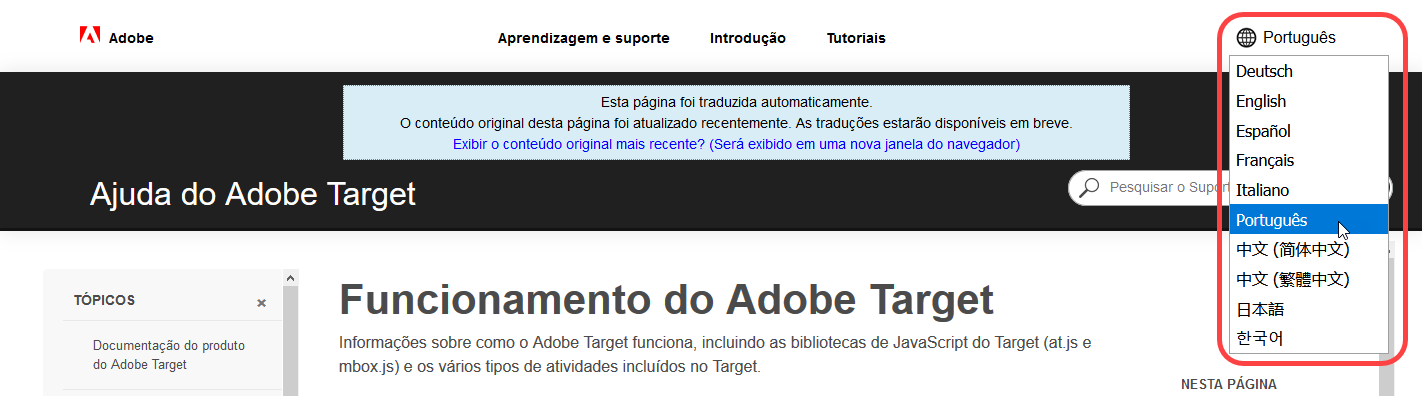 Adobe
Aprendizagem e suporte
Introdução
Tutoriais
Português
Deutsch
English
Español
Français
Italiano
Português
中文 (简体中文)
中文 (繁體中文)
日本語
한국어
Esta página foi traduzida automaticamente.
O conteúdo original desta página foi atualizado recentemente. As traduções estarão disponíveis em breve.
Exibir o conteúdo original mais recente? (Será exibido em uma nova janela do navegador)
Ajuda do Adobe Target
Pesquisar o
TÓPICOS
×
Documentação do produto
do Adobe Target
Funcionamento do Adobe Target
Informações sobre como o Adobe Target funciona, incluindo as bibliotecas de JavaScript do Target (at.js e
mbox.js) e os vários tipos de atividades incluídos no Target.
NESTA PÁGINA